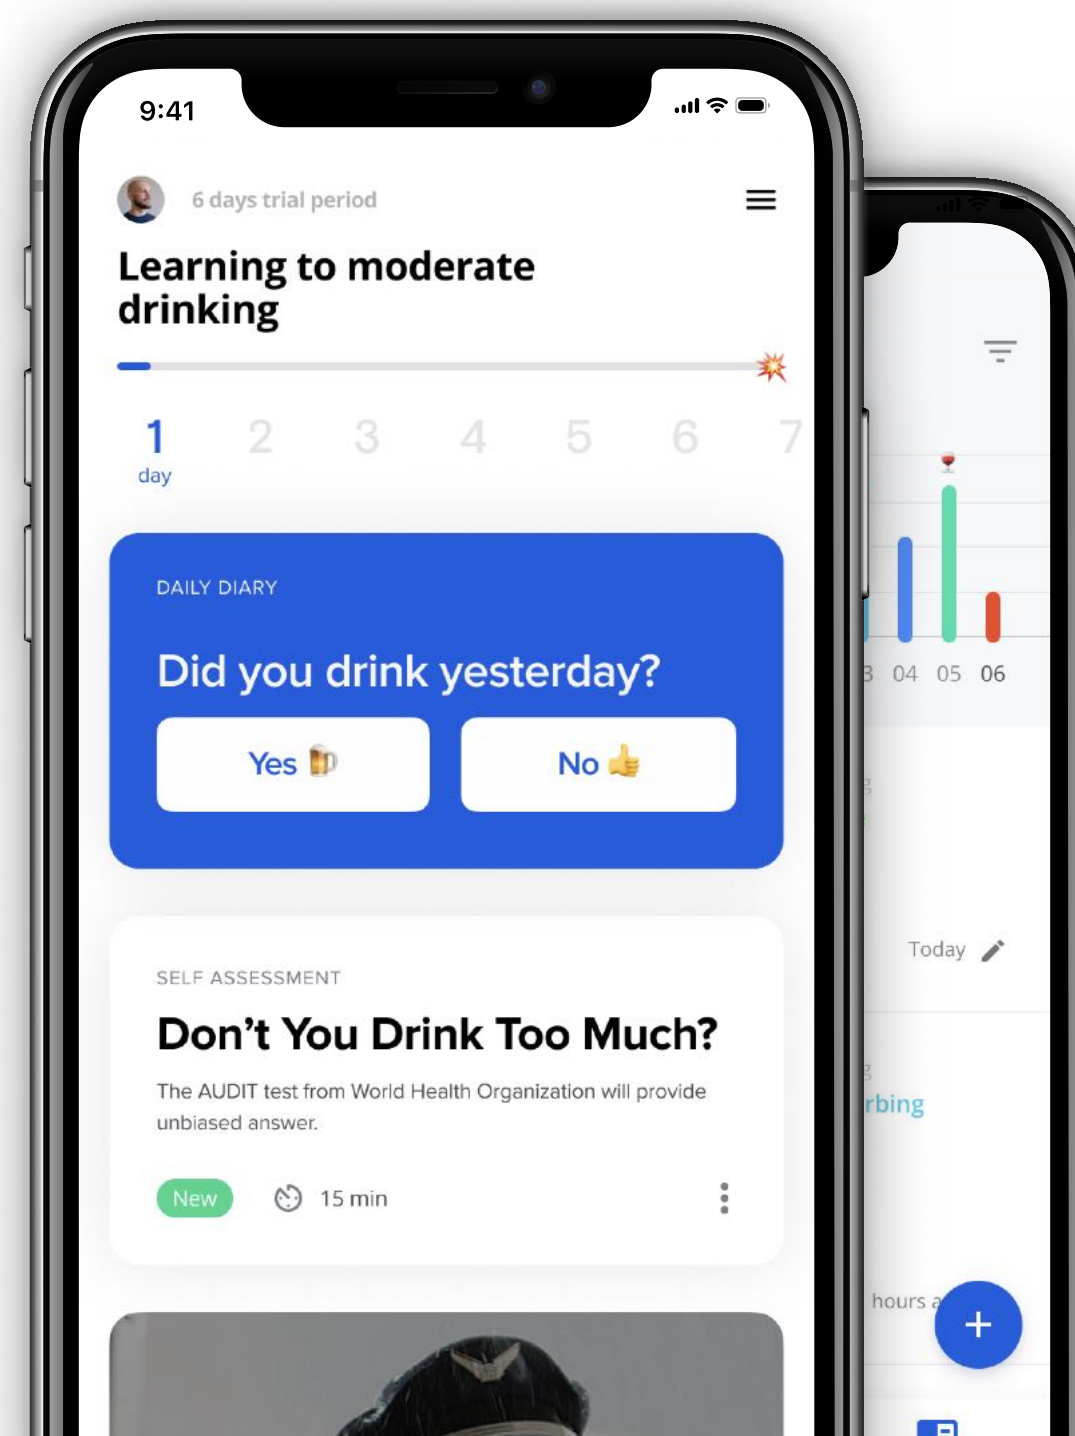 9:41
6 days trial period
Learning to moderate
drinking
1 2 3 4 5 6 7
day
DAILY DIARY
Did you drink yesterday?
Yes No
SELF ASSESSMENT
Don't You Drink Too Much?
The AUDIT test from World Health Organization will provide
unbiased answer.
New 15 min
04 05 06
Today
hours